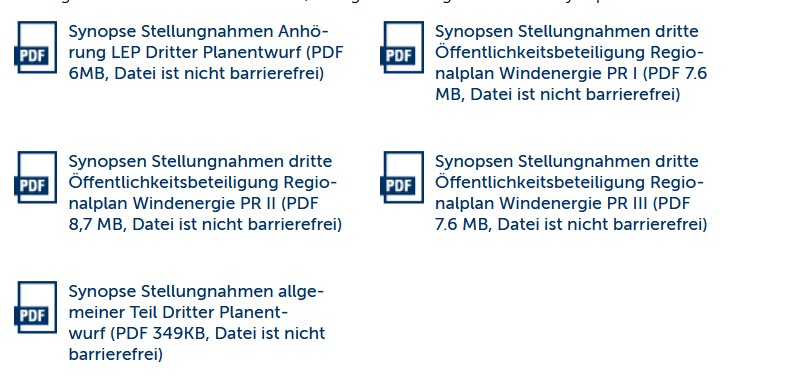 PDF
Synopse Stellungnahmen Anhö-
rung LEP Dritter Planentwurf (PDF
6MB, Datei ist nicht barrierefrei)
PDF
Synopsen Stellungnahmen dritte
Öffentlichkeitsbeteiligung Regio-
nalplan Windenergie PR I (PDF 7.6
MB, Datei ist nicht barrierefrei)
PDF
Synopsen Stellungnahmen dritte
Öffentlichkeitsbeteiligung Regio-
nalplan Windenergie PR II (PDF
8,7 MB, Datei ist nicht barrierefrei)
PDF
Synopsen Stellungnahmen dritte
Öffentlichkeitsbeteiligung Regio-
nalplan Windenergie PR III (PDF
7.6 MB, Datei ist nicht barrierefrei)
PDF
Synopse Stellungnahmen allge-
meiner Teil Dritter Planent-
wurf (PDF 349KB, Datei ist nicht
barrierefrei)